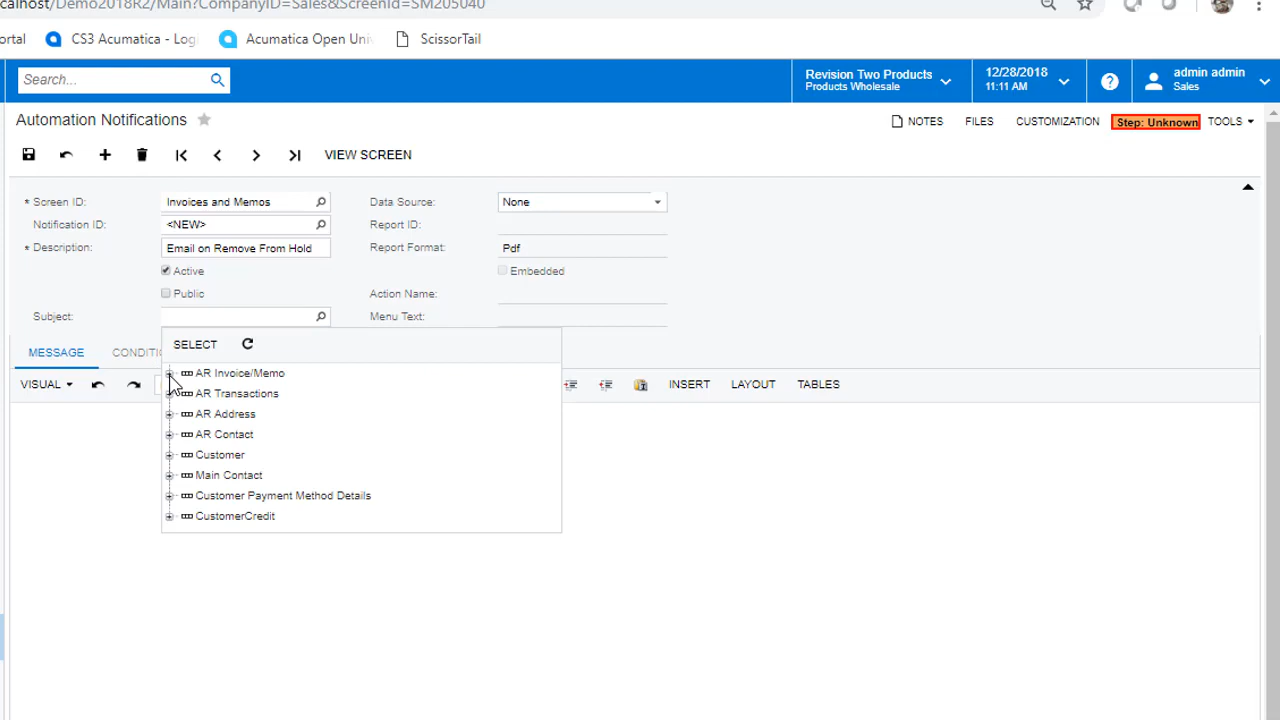 calhost/Demo2018R2/Main?CompanyID=Sales&ScreenId=SM205040
ortal CS3 Acumatica - Logi Acumatica Open Univ ScissorTail
Search... Revision Two Products 12/28/2018 admin admin
Products Wholesale 11:11 AM ? Sales
Automation Notifications NOTES FILES CUSTOMIZATION Step: Unknown TOOLS
VIEW SCREEN
* Screen ID: Invoices and Memos Data Source: None
Notification ID: <NEW> Report ID:
* Description: Email on Remove From Hold Report Format: Pdf
Active Embedded
Public Action Name:
Subject: Menu Text:
SELECT
MESSAGE CONDITIO
AR Invoice/Memo
VISUAL INSERT LAYOUT TABLES
AR Transactions
AR Address
AR Contact
Customer
Main Contact
Customer Payment Method Details
CustomerCredit